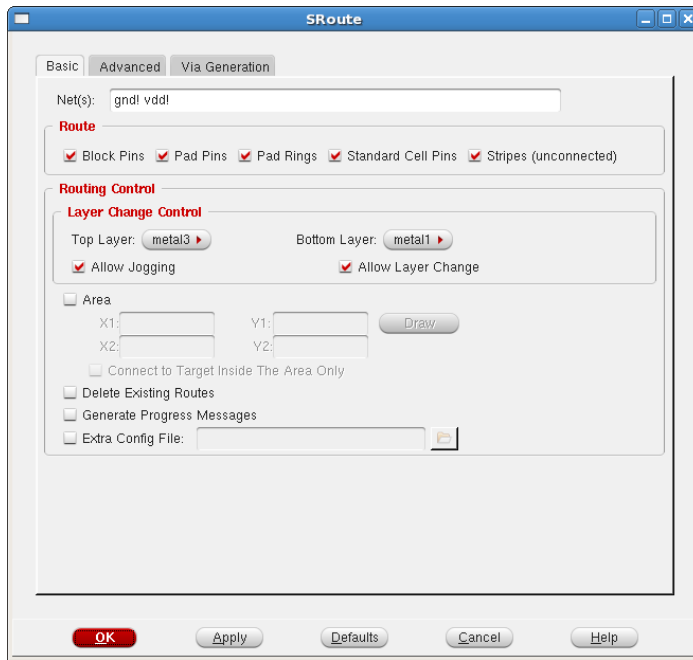 SRoute
Basic Advanced Via Generation
Net(s): gnd! vdd!
Route
Block Pins Pad Pins Pad Rings Standard Cell Pins Stripes (unconnected)
Routing Control
Layer Change Control
Top Layer: metal3 Bottom Layer: metal1
Allow Jogging Allow Layer Change
Area
X1: Y1: Draw
X2: Y2:
Connect to Target Inside The Area Only
Delete Existing Routes
Generate Progress Messages
Extra Config File:
OK Apply Defaults Cancel Help